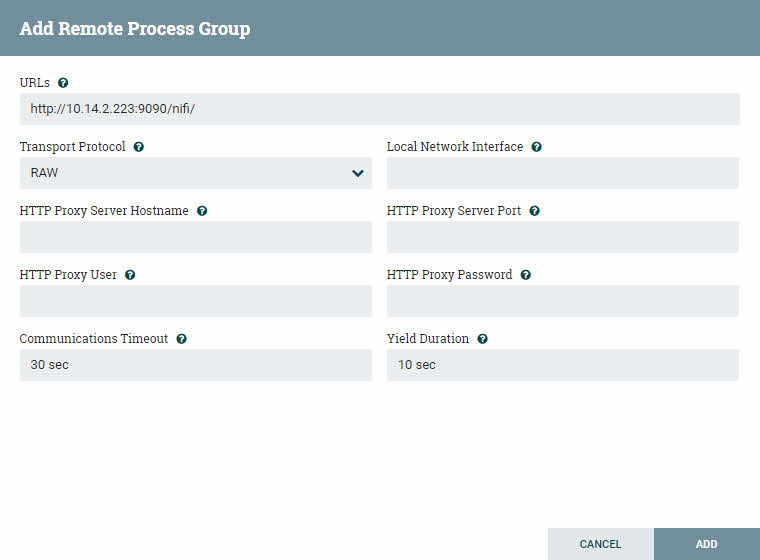 Add Remote Process Group
URLs
http://10.14.2.223:9090/nifi/
Transport Protocol Local Network Interface
RAW
HTTP Proxy Server Hostname HTTP Proxy Server Port
HTTP Proxy User HTTP Proxy Password
Communications Timeout Yield Duration
30 sec 10 sec
CANCEL ADD